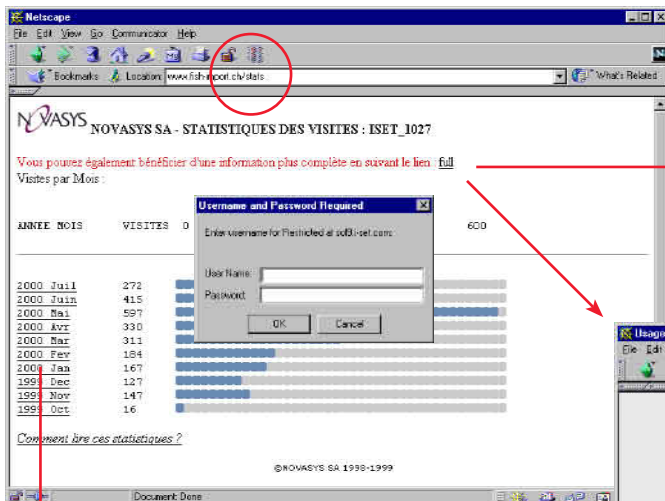 Netscape
File Edit View Go Communicator Help
Bookmarks Location: www.fish-import.ch/stats What's Related
NOVASYS NOVASYS SA - STATISTIQUES DES VISITES : ISET_1027
Vous pouvez également bénéficier d'une information plus complète en suivant le lien : full
Visites par Mois :
ANNEE MOIS VISITES 0 600
Username and Password Required
Enter username for Restricted at sof9.i-set.com:
User Name:
Password:
OK Cancel
2000 Juil 272
2000 Juin 415
2000 Mai 597
2000 Avr 330
2000 Mar 311
2000 Fev 184
2000 Jan 167
1999 Dec 127
1999 Nov 147
1999 Oct 16
Comment lire ces statistiques ?
©NOVASYS SA 1998-1999
Document: Done
Usage
File Edit